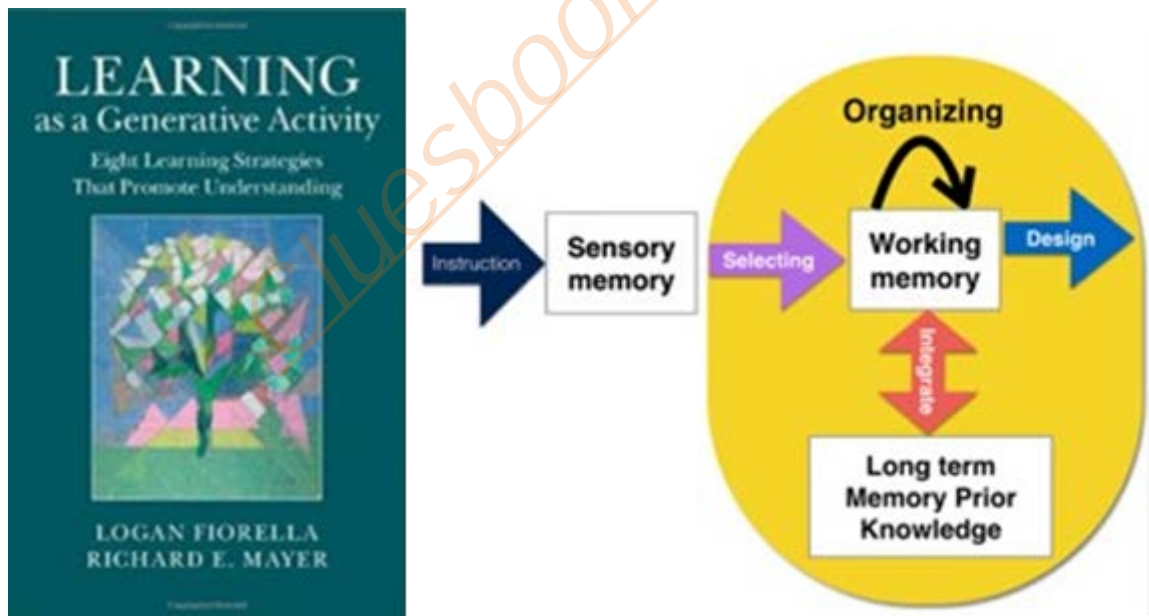 LEARNING
as a Generative Activity
Eight Learning Strategies
That Promote Understanding
LOGAN FIORELLA
RICHARD E. MAYER
Instruction
Sensory
memory
Selecting
Organizing
Working
memory
Design
Integrate
Long term
Memory Prior
Knowledge